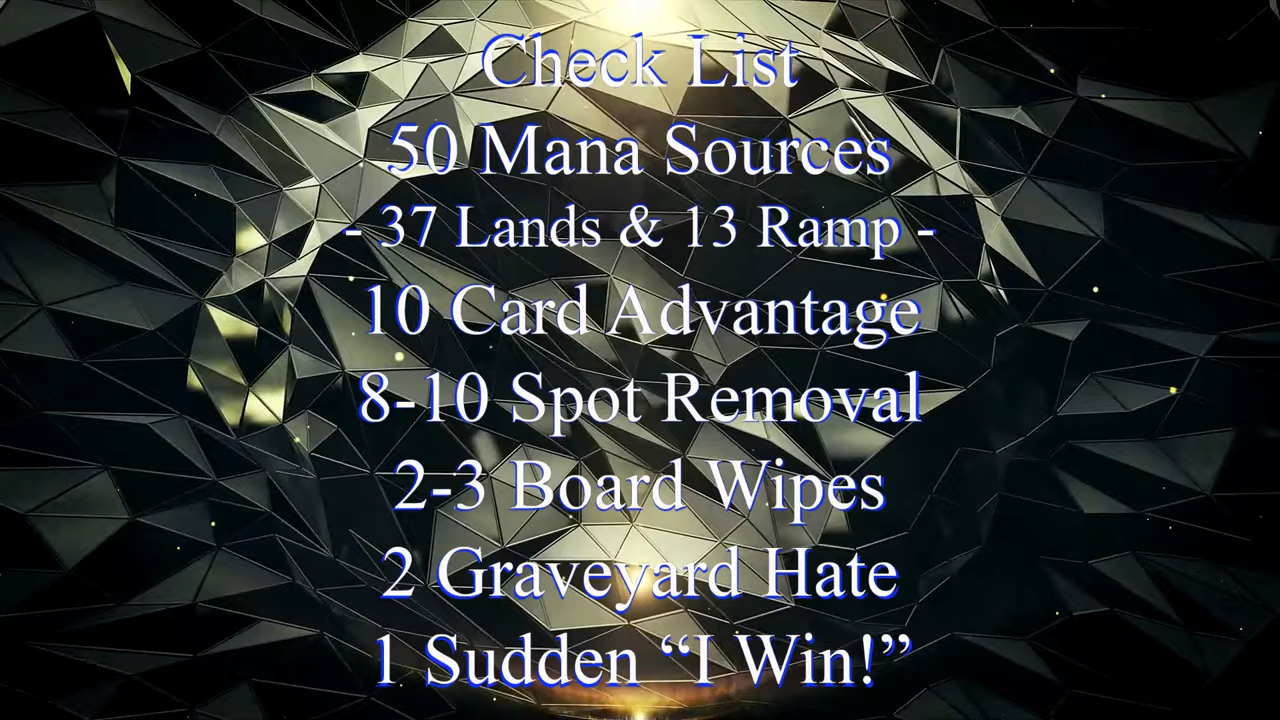 Check List
50 Mana Sources
- 37 Lands & 13 Ramp -
10 Card Advantage
8-10 Spot Removal
2-3 Board Wipes
2 Graveyard Hate
1 Sudden “I Win!”